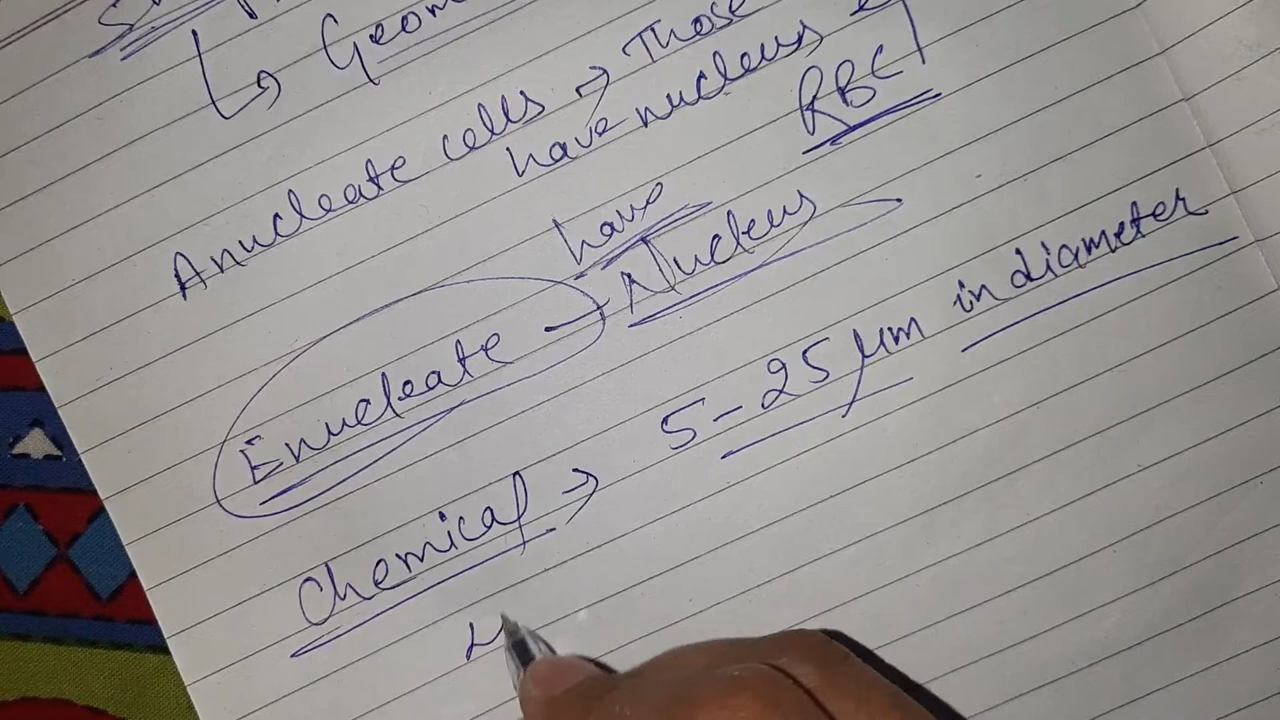 ↳ Geom
Anucleate cells → Those
have nucleus
RBC
have
Enucleate - Nucleus
5-25 μm in diameter
Chemical →